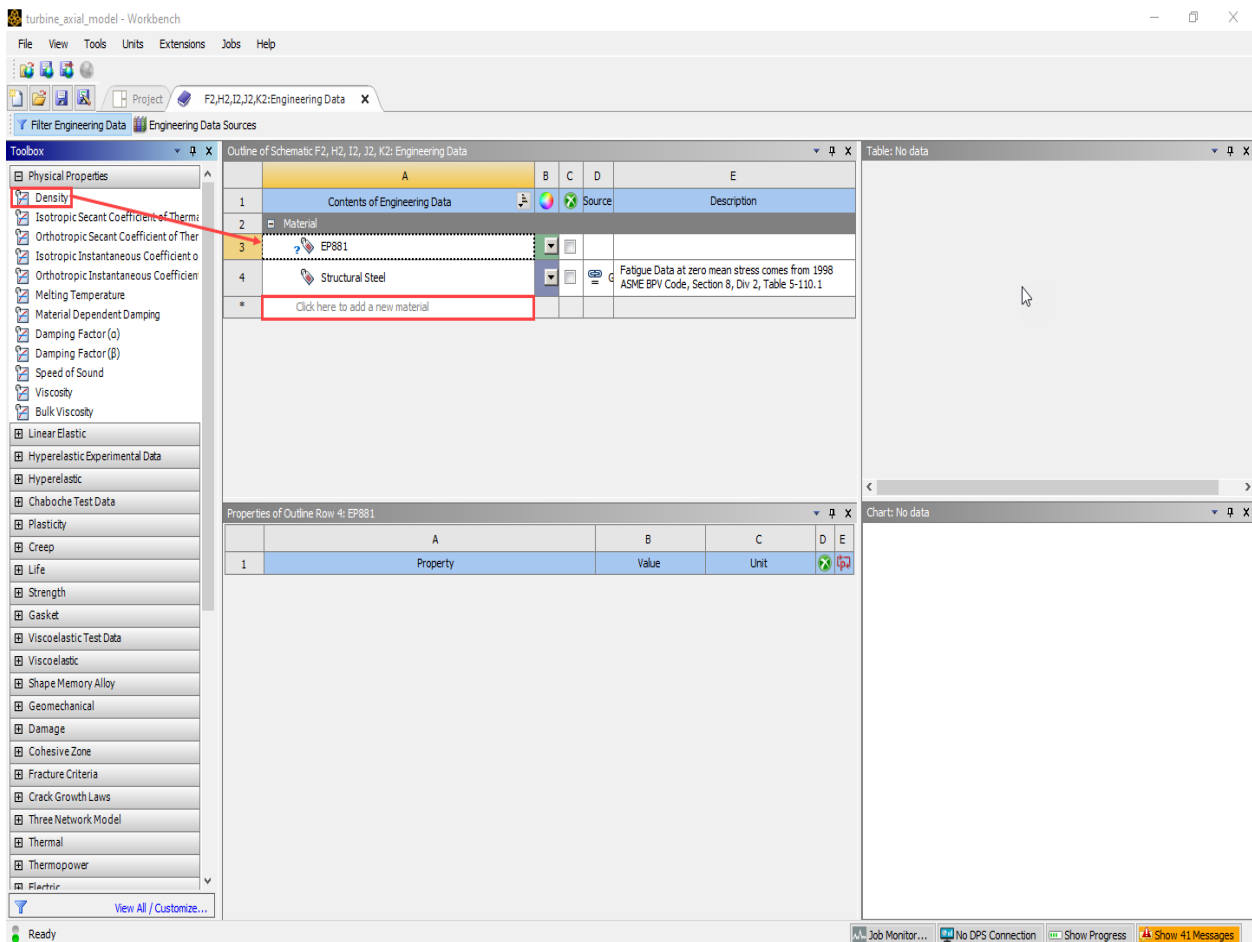 turbine_axial_model - Workbench
File View Tools Units Extensions Jobs Help
Project F2,H2,I2,J2,K2:Engineering Data X
Filter Engineering Data Engineering Data Sources
Toolbox
Physical Properties
Density
Isotropic Secant Coefficient of Therma
Orthotropic Secant Coefficient of Ther
Isotropic Instantaneous Coefficient o
Orthotropic Instantaneous Coefficien
Melting Temperature
Material Dependent Damping
Damping Factor (α)
Damping Factor (β)
Speed of Sound
Viscosity
Bulk Viscosity
Linear Elastic
Hyperelastic Experimental Data
Hyperelastic
Chaboche Test Data
Plasticity
Creep
Life
Strength
Gasket
Viscoelastic Test Data
Viscoelastic
Shape Memory Alloy
Geomechanical
Damage
Cohesive Zone
Fracture Criteria
Crack Growth Laws
Three Network Model
Thermal
Thermopower
Electric
View All / Customize...
Outline of Schematic F2, H2, I2, J2, K2: Engineering Data
A B C D E
1 Contents of Engineering Data Source Description
2 Material
3 ? EP881
4 Structural Steel G Fatigue Data at zero mean stress comes from 1998
ASME BPV Code, Section 8, Div 2, Table 5-110.1
* Click here to add a new material
Properties of Outline Row 4: EP881
A B C D E
1 Property Value Unit
Table: No data
Chart: No data
Ready
Job Monitor... No DPS Connection Show Progress Show 41 Messages